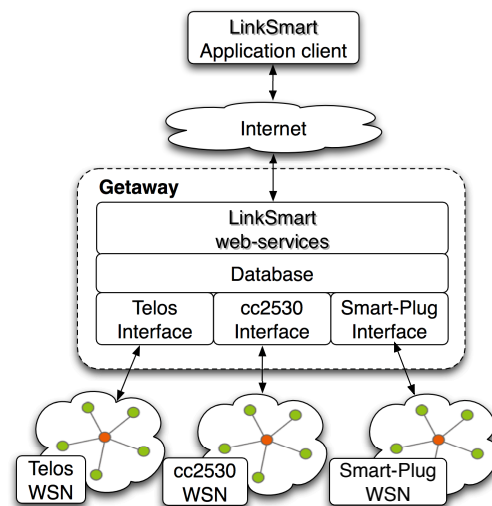 LinkSmart
Application client
Internet
Getaway
LinkSmart
web-services
Database
Telos
Interface
cc2530
Interface
Smart-Plug
Interface
Telos
WSN
cc2530
WSN
Smart-Plug
WSN